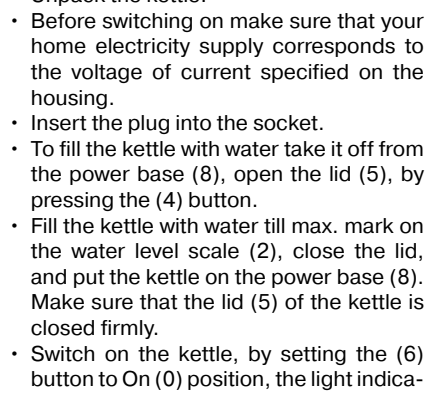 Unpack the kettle.
• Before switching on make sure that your
home electricity supply corresponds to
the voltage of current specified on the
housing.
• Insert the plug into the socket.
• To fill the kettle with water take it off from
the power base (8), open the lid (5), by
pressing the (4) button.
• Fill the kettle with water till max. mark on
the water level scale (2), close the lid,
and put the kettle on the power base (8).
Make sure that the lid (5) of the kettle is
closed firmly.
• Switch on the kettle, by setting the (6)
button to On (0) position, the light indica-